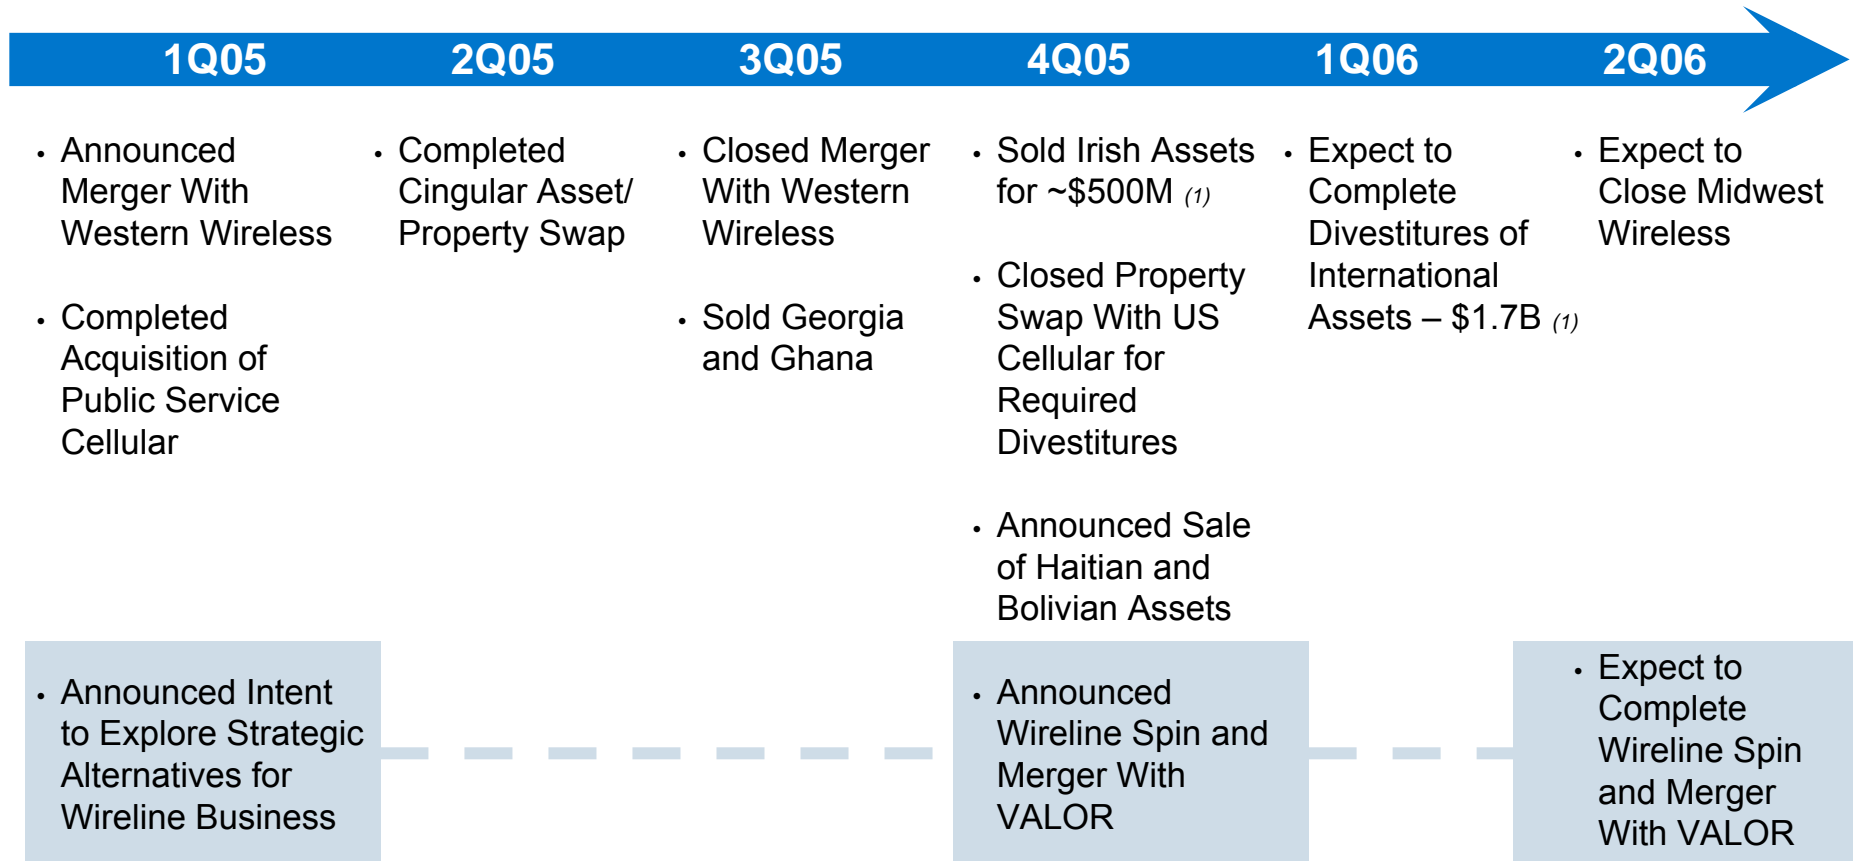 1Q05
2Q05
3Q05
4Q05
1Q06
2Q06
• Announced
Merger With
Western Wireless
• Completed
Acquisition of
Public Service
Cellular
• Completed
Cingular Asset/
Property Swap
• Closed Merger
With Western
Wireless
• Sold Georgia
and Ghana
• Sold Irish Assets
for ~$500M (1)
• Closed Property
Swap With US
Cellular for
Required
Divestitures
• Announced Sale
of Haitian and
Bolivian Assets
• Expect to
Complete
Divestitures of
International
Assets – $1.7B (1)
• Expect to
Close Midwest
Wireless
• Announced Intent
to Explore Strategic
Alternatives for
Wireline Business
• Announced
Wireline Spin and
Merger With
VALOR
• Expect to
Complete
Wireline Spin
and Merger
With VALOR